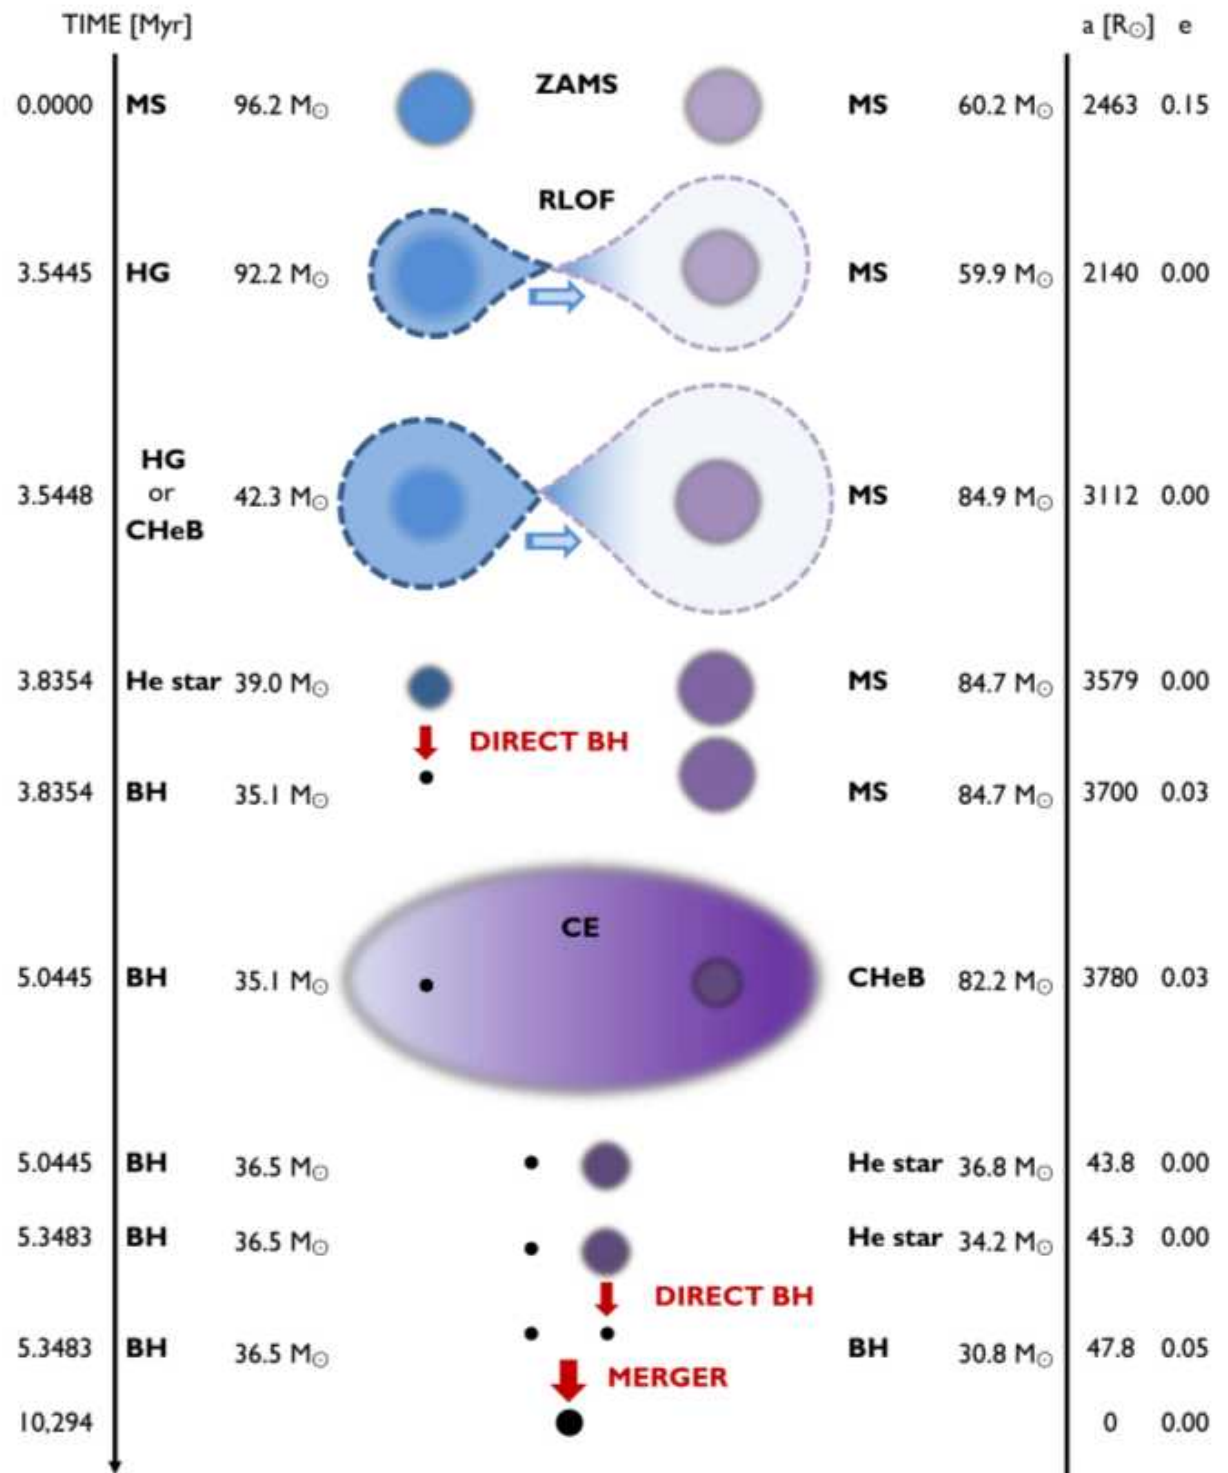 TIME [Myr] a [R☉] e
ZAMS
0.0000 MS 96.2 M☉ MS 60.2 M☉ 2463 0.15
RLOF
3.5445 HG 92.2 M☉ MS 59.9 M☉ 2140 0.00
HG
3.5448 or 42.3 M☉ MS 84.9 M☉ 3112 0.00
CHeB
3.8354 He star 39.0 M☉ MS 84.7 M☉ 3579 0.00
DIRECT BH
3.8354 BH 35.1 M☉ MS 84.7 M☉ 3700 0.03
CE
5.0445 BH 35.1 M☉ CHeB 82.2 M☉ 3780 0.03
5.0445 BH 36.5 M☉ He star 36.8 M☉ 43.8 0.00
5.3483 BH 36.5 M☉ He star 34.2 M☉ 45.3 0.00
DIRECT BH
5.3483 BH 36.5 M☉ BH 30.8 M☉ 47.8 0.05
MERGER
10,294 0 0.00